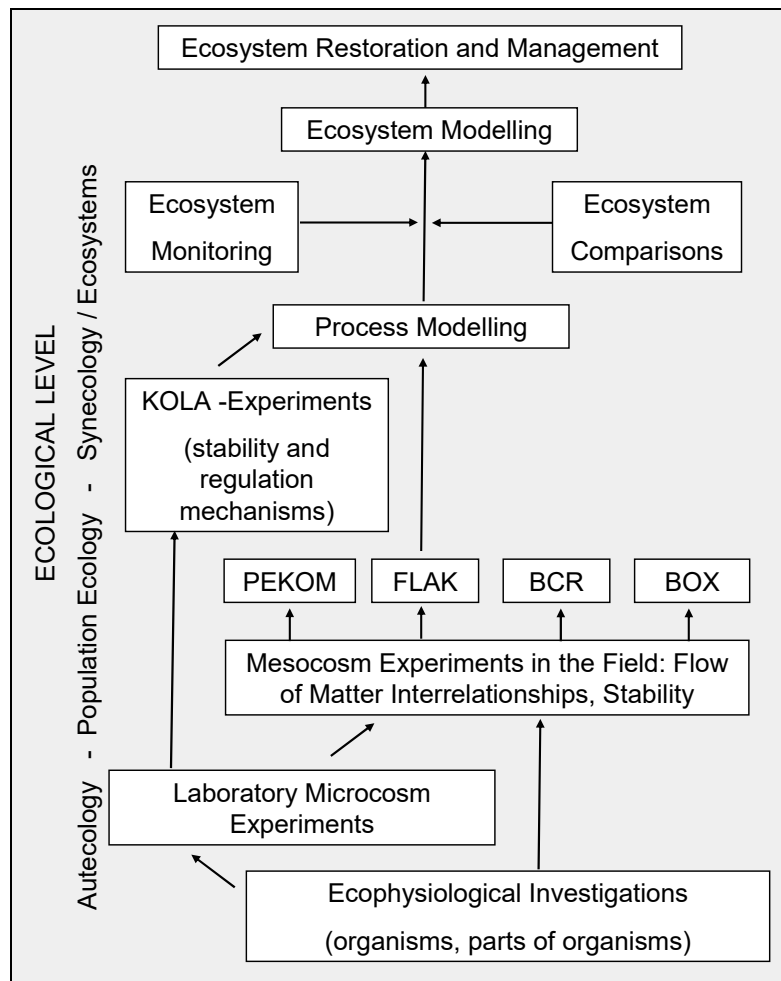 Ecosystem Restoration and Management
Ecosystem Modelling
Ecosystem
Monitoring
Ecosystem
Comparisons
Process Modelling
KOLA -Experiments
(stability and
regulation
mechanisms)
PEKOM
FLAK
BCR
BOX
Mesocosm Experiments in the Field: Flow
of Matter Interrelationships, Stability
Laboratory Microcosm
Experiments
Ecophysiological Investigations
(organisms, parts of organisms)
ECOLOGICAL LEVEL
Autecology - Population Ecology - Synecology / Ecosystems